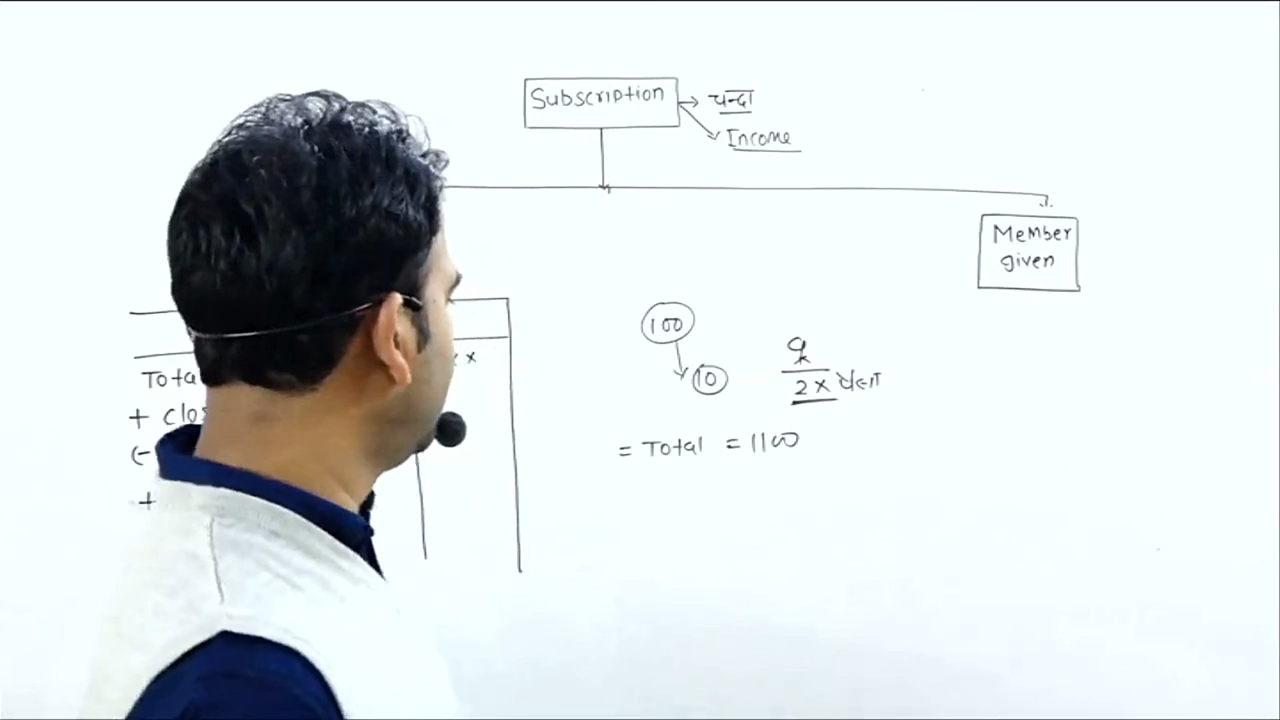 Subscription
चन्दा
Income
Member
given
100
10
2x
= Total = 1100
x
Tota
+ clos
(-
+